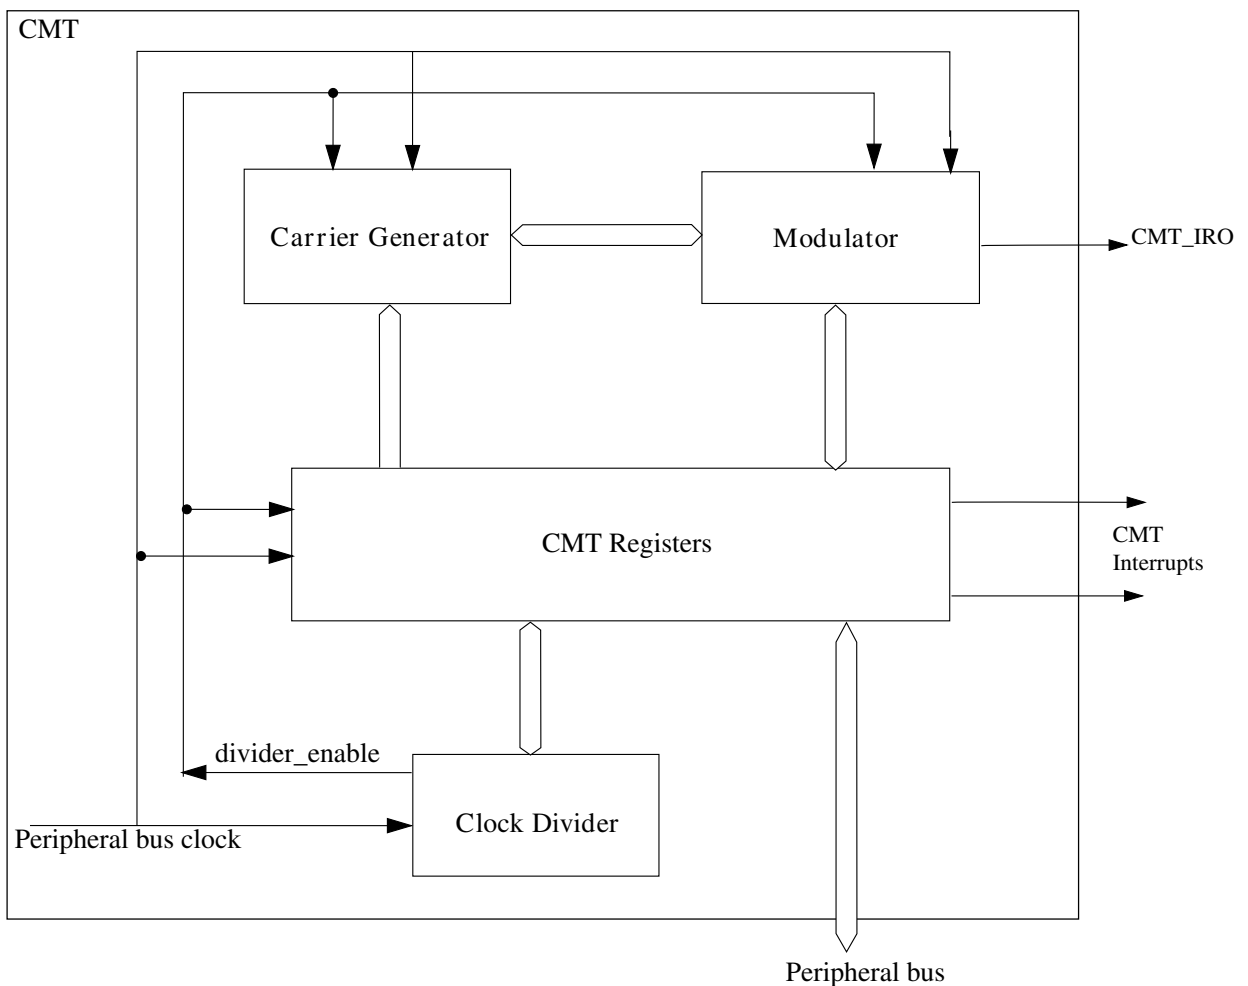 CMT
Carrier Generator
Modulator
CMT_IRO
CMT Registers
CMT
Interrupts
divider_enable
Clock Divider
Peripheral bus clock
Peripheral bus